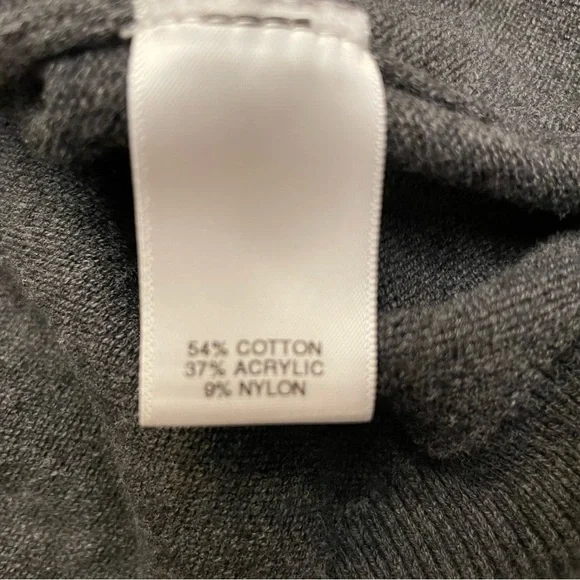 54% COTTON
37% ACRYLIC
9% NYLON